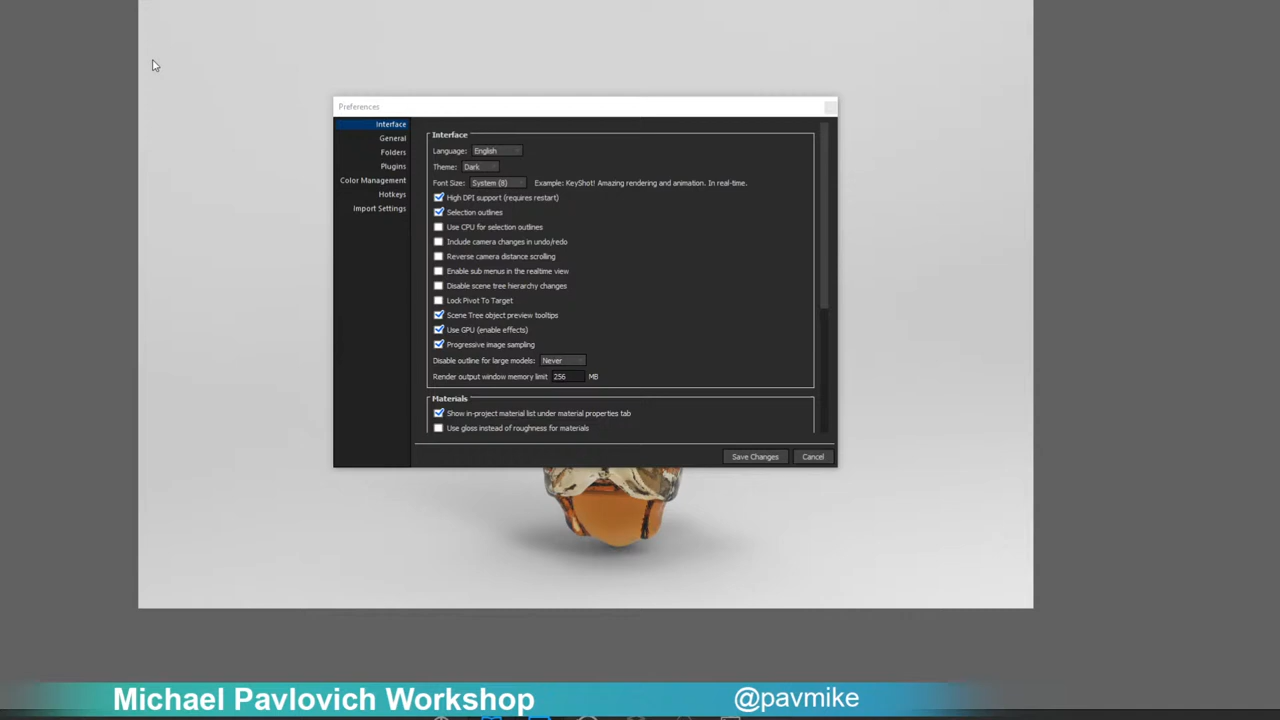 Preferences
Interface
General
Folders
Plugins
Color Management
Hotkeys
Import Settings
Interface
Language: English
Theme: Dark
Font Size: System (8) Example: KeyShot! Amazing rendering and animation. In real-time.
High DPI support (requires restart)
Selection outlines
Use CPU for selection outlines
Include camera changes in undo/redo
Reverse camera distance scrolling
Enable sub menus in the realtime view
Disable scene tree hierarchy changes
Lock Pivot To Target
Scene Tree object preview tooltips
Use GPU (enable effects)
Progressive image sampling
Disable outline for large models: Never
Render output window memory limit 256 MB
Materials
Show in-project material list under material properties tab
Use gloss instead of roughness for materials
Save Changes Cancel
Michael Pavlovich Workshop @pavmike